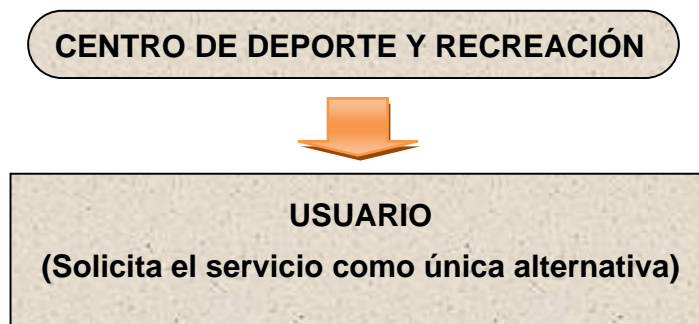 CENTRO DE DEPORTE Y RECREACIÓN
USUARIO
(Solicita el servicio como única alternativa)